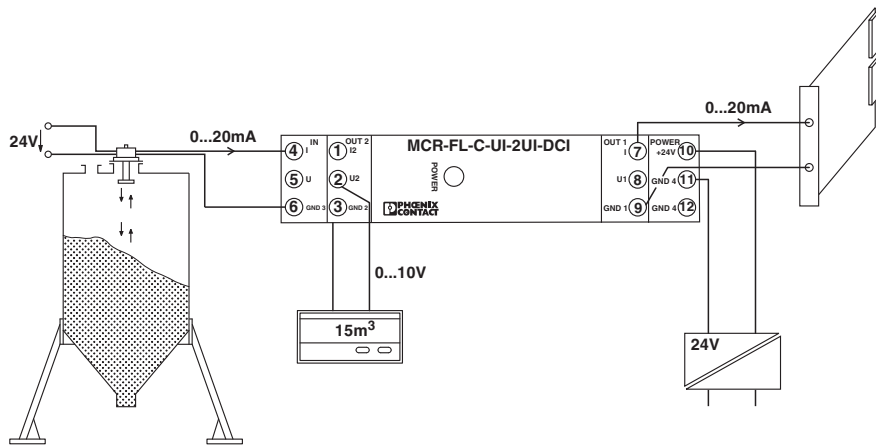 24V
0...20mA
IN
4 I
5 U
6 GND 3
OUT 2
1 I2
2 U2
3 GND 2
MCR-FL-C-UI-2UI-DCI
POWER
PHŒNIX
CONTACT
OUT 1
I 7
U1 8
GND 1 9
POWER
+24V 10
GND 4 11
GND 4 12
0...20mA
0...10V
15m³
24V